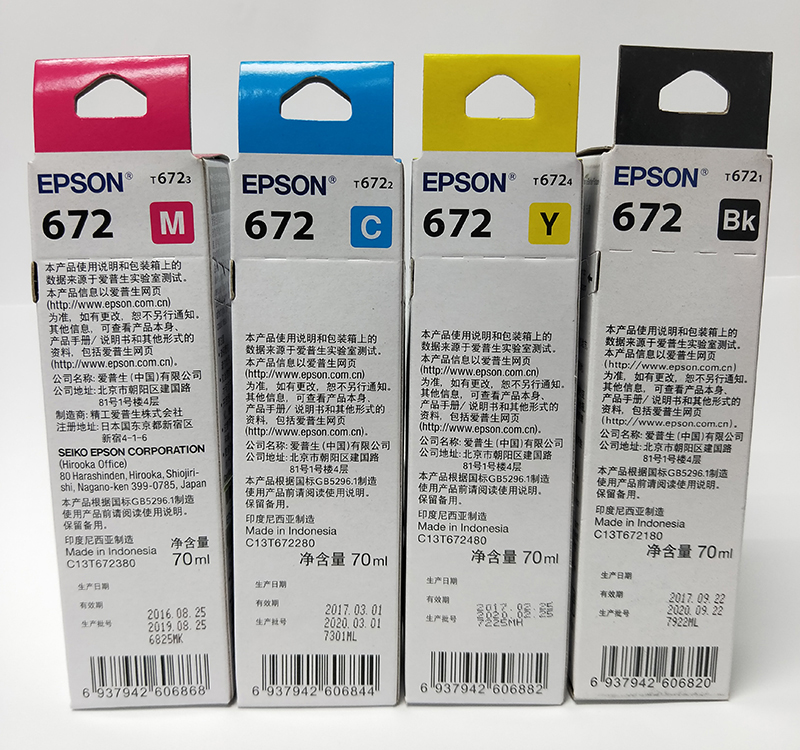 EPSON® T6723
672 M
本产品使用说明和包装箱上的
数据来源于爱普生实验室测试。
本产品信息以爱普生网页
(http://www.epson.com.cn)
为准,如有更改,恕不另行通知。
其他信息,可查看产品本身、
产品手册/说明书和其他形式的
资料,包括爱普生网页
(http://www.epson.com.cn)。
公司名称: 爱普生(中国)有限公司
公司地址: 北京市朝阳区建国路
81号1号楼4层
制造商: 精工爱普生株式会社
注册地址: 日本国东京都新宿区
新宿4-1-6
SEIKO EPSON CORPORATION
(Hirooka Office)
80 Harashinden, Hirooka, Shiojiri-
shi, Nagano-ken 399-0785, Japan
本产品根据国标GB5296.1制造
使用产品前请阅读使用说明。
保留备用。
印度尼西亚制造
Made in Indonesia
C13T672380
净含量
70ml
生产日期
有效期
生产批号
2016.08.25
2019.08.25
6825MK
6 937942 606868
EPSON® T6722
672 C
本产品使用说明和包装箱上的
数据来源于爱普生实验室测试。
本产品信息以爱普生网页
(http://www.epson.com.cn)
为准,如有更改,恕不另行通知。
其他信息,可查看产品本身、
产品手册/说明书和其他形式的
资料,包括爱普生网页
(http://www.epson.com.cn)。
公司名称: 爱普生(中国)有限公司
公司地址: 北京市朝阳区建国路
81号1号楼4层
本产品根据国标GB5296.1制造
使用产品前请阅读使用说明。
保留备用。
印度尼西亚制造
Made in Indonesia
C13T672280
净含量 70ml
生产日期
有效期
生产批号
2017.03.01
2020.03.01
7301ML
6 937942 606844
EPSON® T6724
672 Y
本产品使用说明和包装箱上的
数据来源于爱普生实验室测试。
本产品信息以爱普生网页
(http://www.epson.com.cn)
为准,如有更改,恕不另行通知。
其他信息,可查看产品本身、
产品手册/说明书和其他形式的
资料,包括爱普生网页
(http://www.epson.com.cn)。
公司名称: 爱普生(中国)有限公司
公司地址: 北京市朝阳区建国路
81号1号楼4层
本产品根据国标GB5296.1制造
使用产品前请阅读使用说明。
保留备用。
印度尼西亚制造
Made in Indonesia
C13T672480
净含量 70ml
生产日期
有效期
生产批号
6 937942 606882
EPSON® T6721
672 Bk
本产品使用说明和包装箱上的
数据来源于爱普生实验室测试。
本产品信息以爱普生网页
(http://www.epson.com.cn)
为准,如有更改,恕不另行通知。
其他信息,可查看产品本身、
产品手册/说明书和其他形式的
资料,包括爱普生网页
(http://www.epson.com.cn)。
公司名称: 爱普生(中国)有限公司
公司地址: 北京市朝阳区建国路
81号1号楼4层
本产品根据国标GB5296.1制造
使用产品前请阅读使用说明。
保留备用。
印度尼西亚制造
Made in Indonesia
C13T672180
净含量 70ml
生产日期
有效期
生产批号
2017.09.22
2020.09.22
7922ML
6 937942 606820